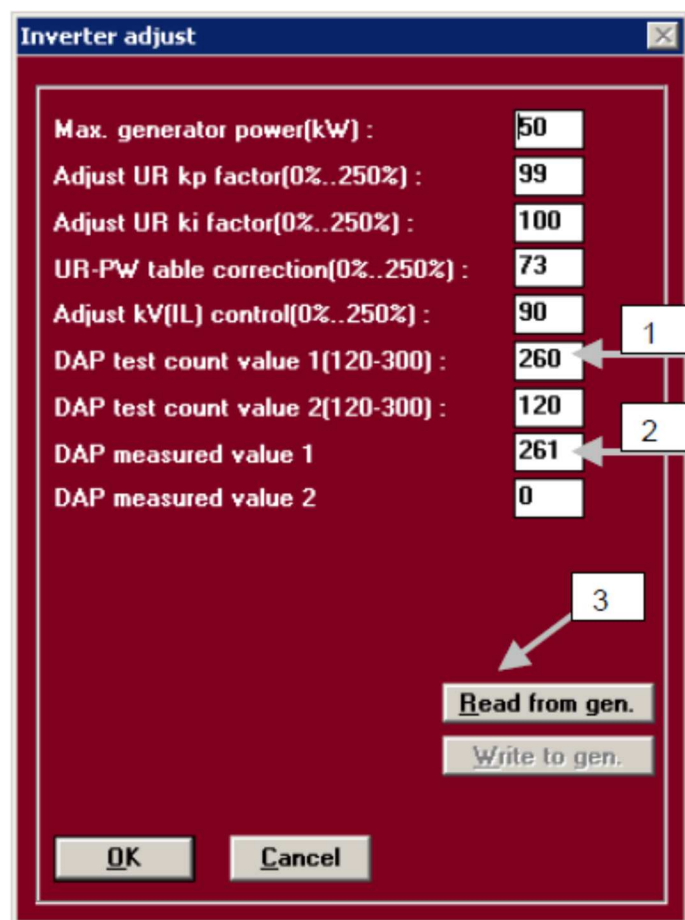 Inverter adjust
Max. generator power(kW) : 50
Adjust UR kp factor(0%..250%) : 99
Adjust UR ki factor(0%..250%) : 100
UR-PW table correction(0%..250%) : 73
Adjust kV(IL) control(0%..250%) : 90
1
DAP test count value 1(120-300) : 260
DAP test count value 2(120-300) : 120
2
DAP measured value 1 261
DAP measured value 2 0
3
Read from gen.
Write to gen.
OK Cancel